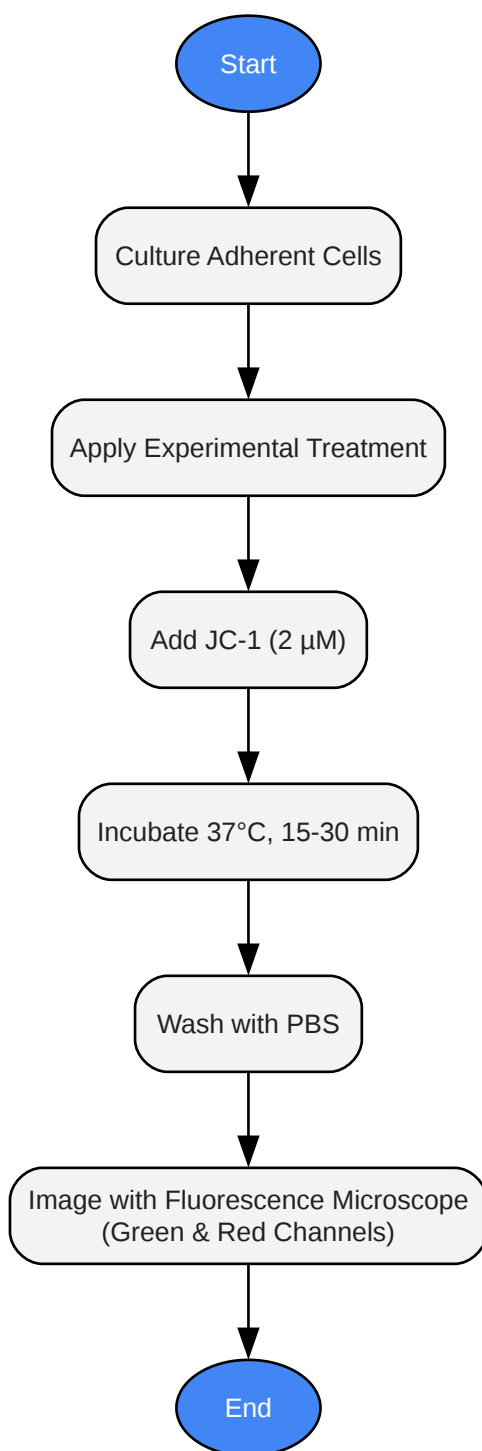 Start
Culture Adherent Cells
Apply Experimental Treatment
Add JC-1 (2 µM)
Incubate 37°C, 15-30 min
Wash with PBS
Image with Fluorescence Microscope
(Green & Red Channels)
End